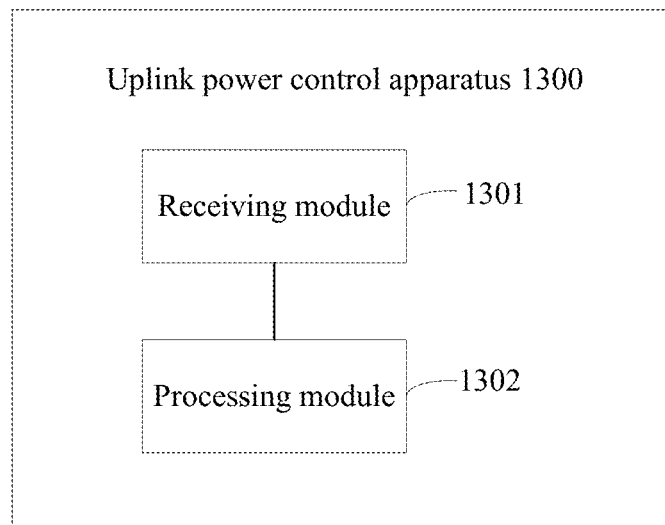 Uplink power control apparatus 1300
Receiving module
1301
Processing module
1302